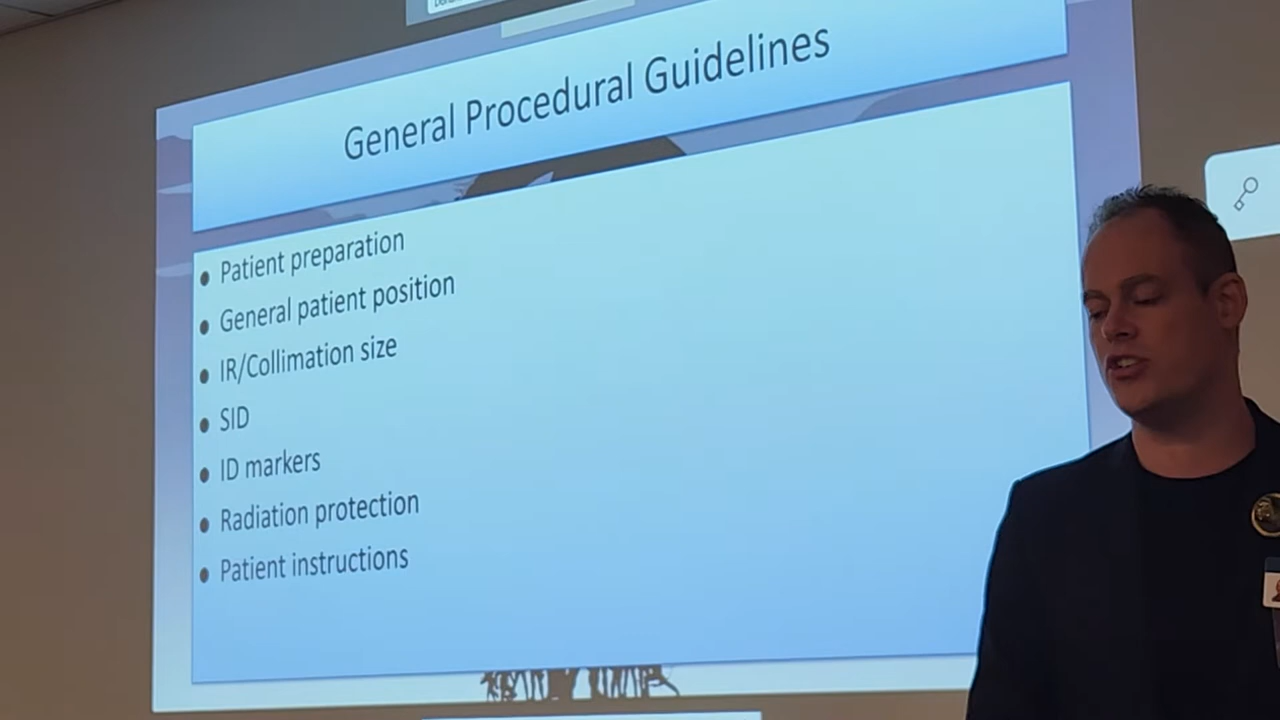 General Procedural Guidelines
Patient preparation
General patient position
IR/Collimation size
SID
ID markers
Radiation protection
Patient instructions